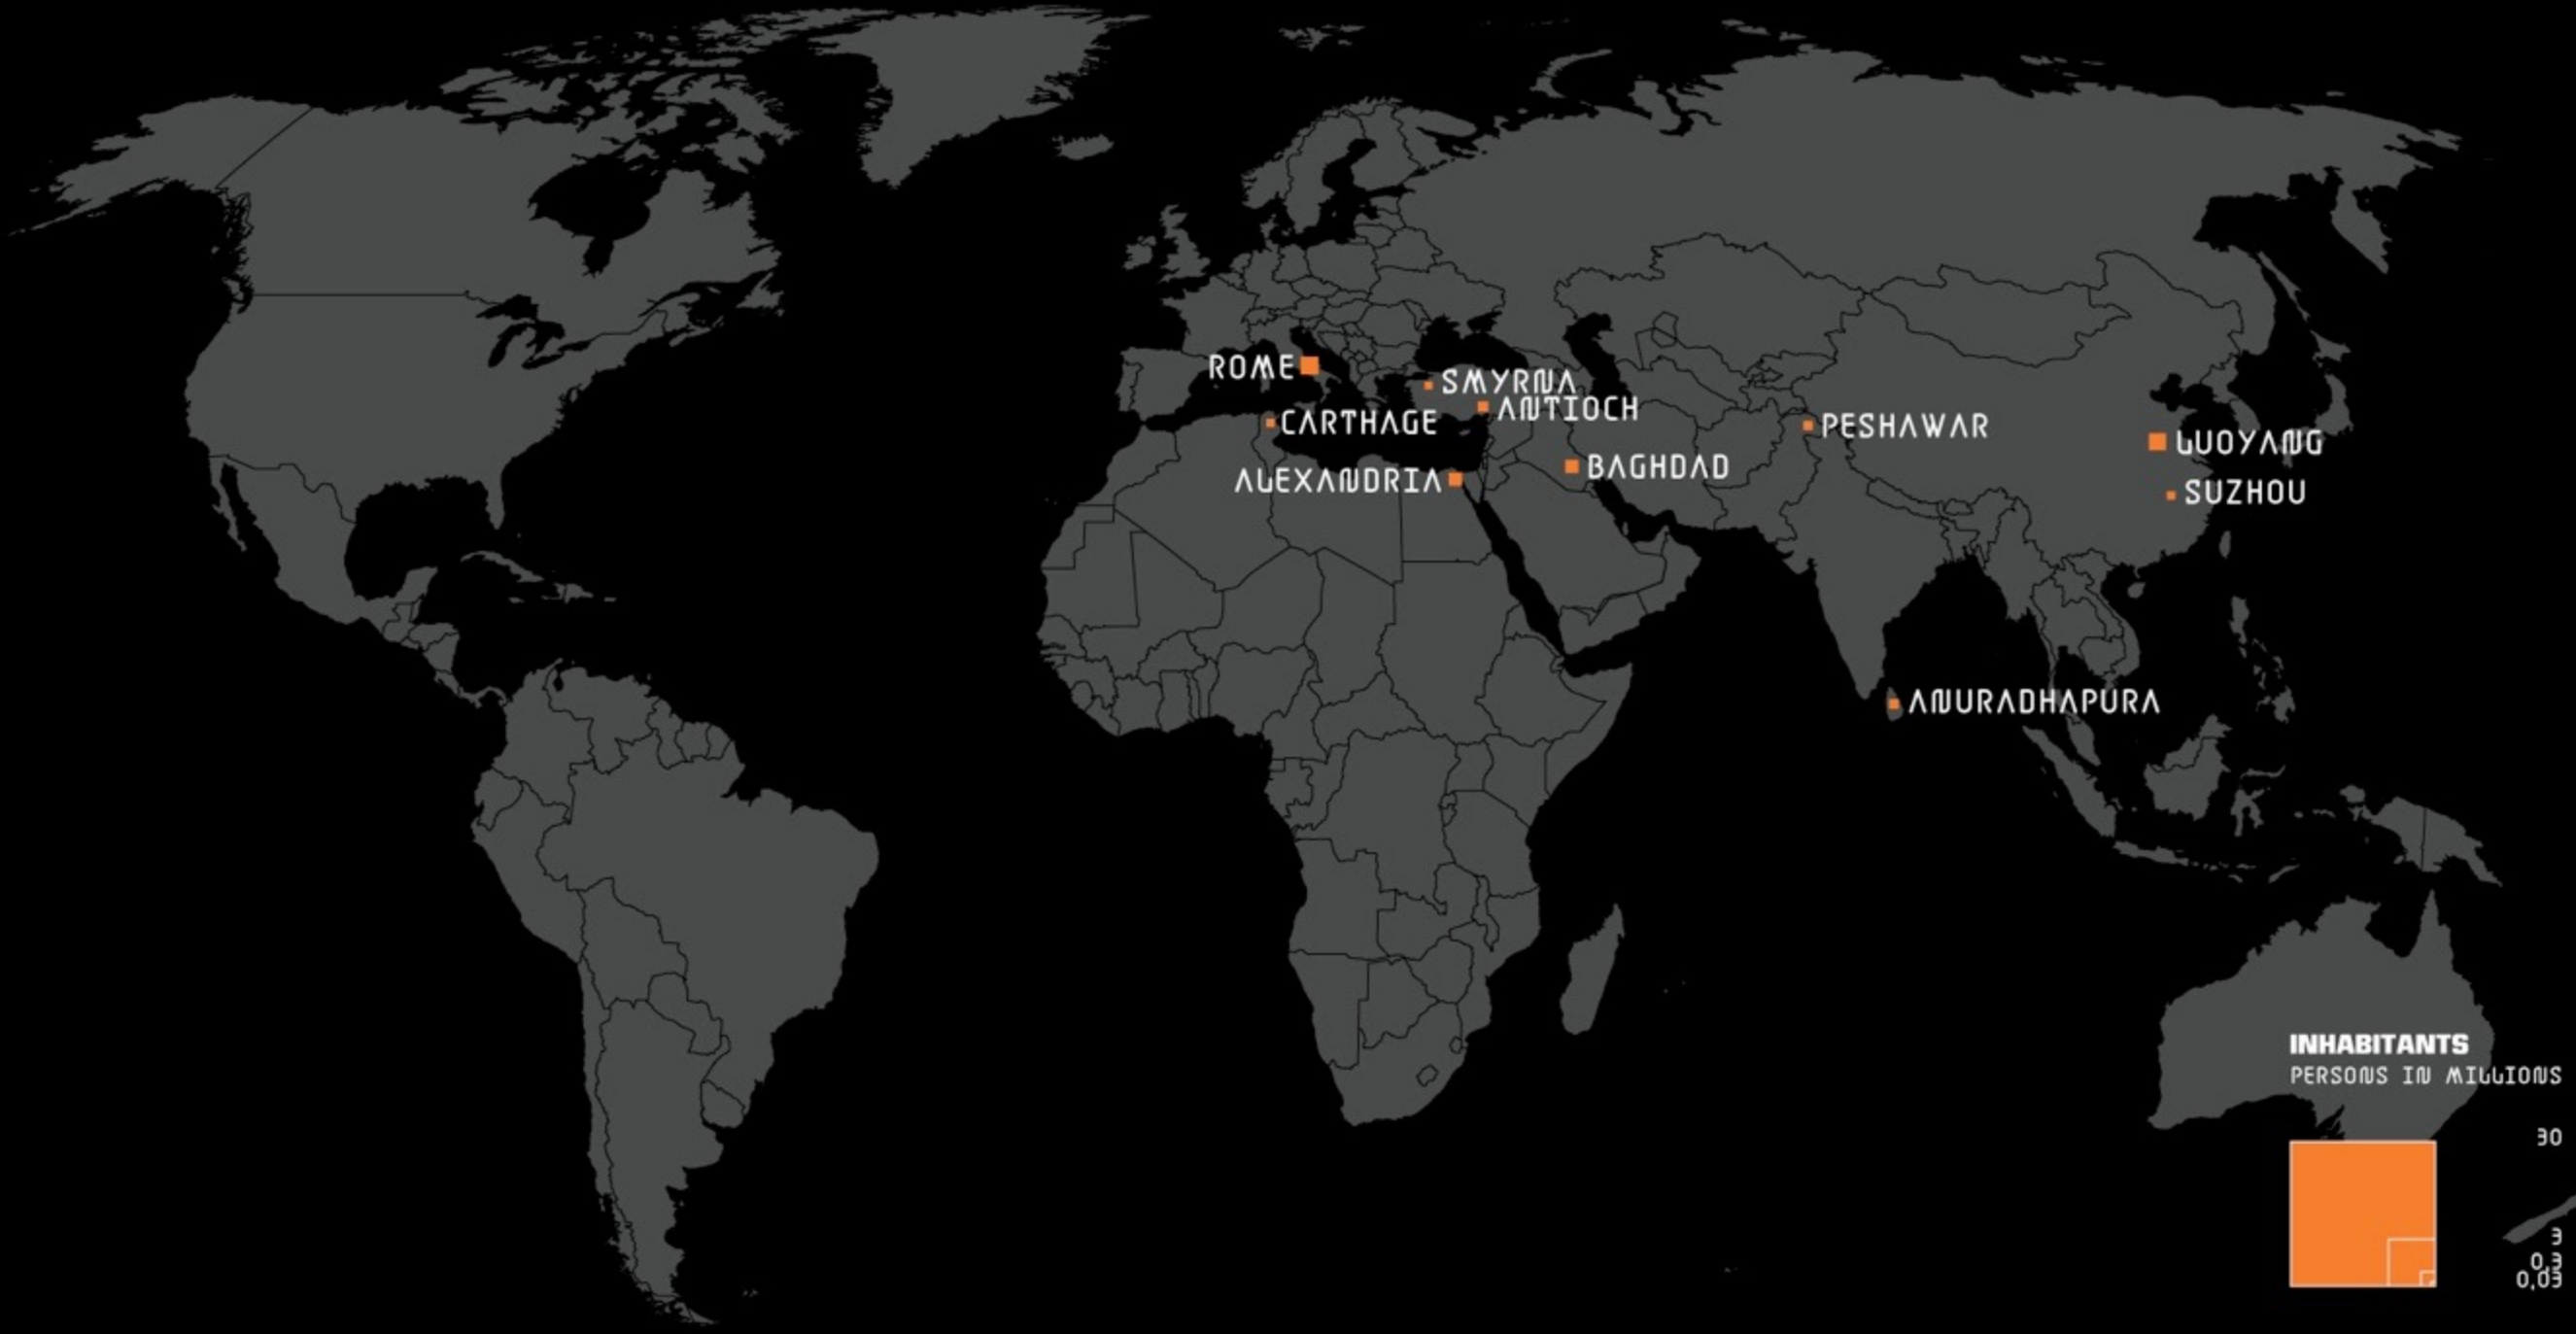 ROME
SMYRNA
ANTIOCH
CARTHAGE
PESHAWAR
LUOYANG
BAGHDAD
ALEXANDRIA
SUZHOU
ANURADHAPURA
INHABITANTS
PERSONS IN MILLIONS
30
3
0,3
0,03